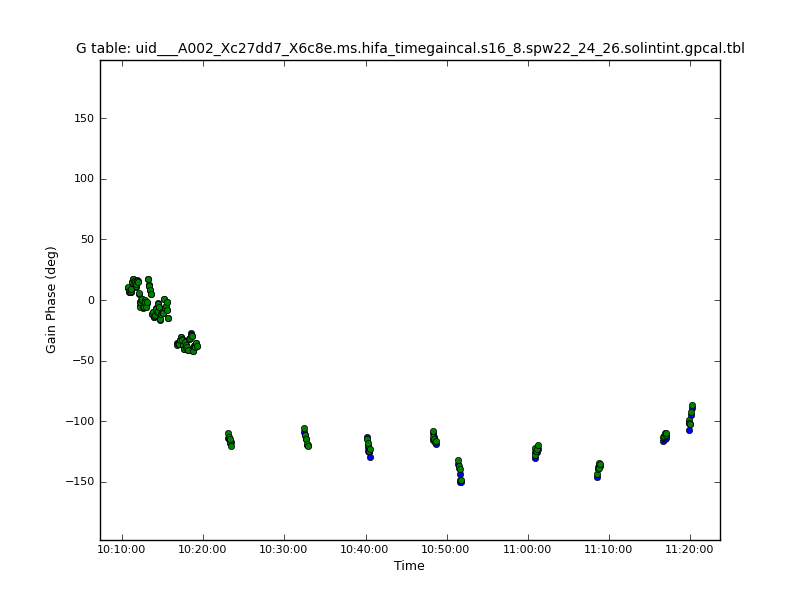 G table: uid___A002_Xc27dd7_X6c8e.ms.hifa_timegaincal.s16_8.spw22_24_26.solintint.gpcal.tbl
Gain Phase (deg)
150
100
50
0
−50
−100
−150
10:10:00 10:20:00 10:30:00 10:40:00 10:50:00 11:00:00 11:10:00 11:20:00
Time